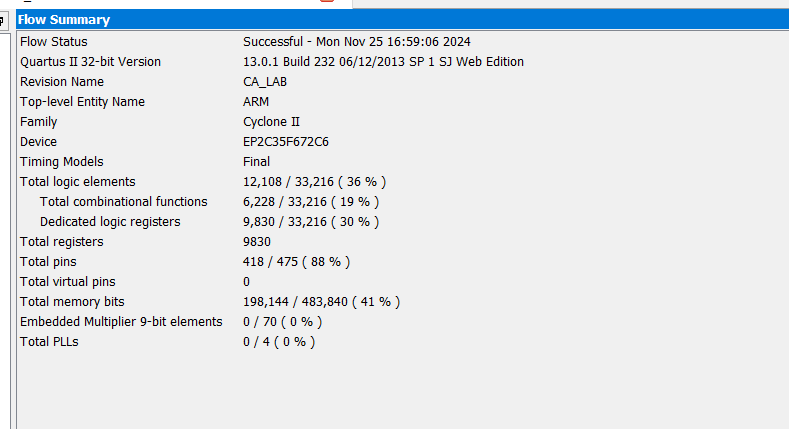 Flow Summary
Flow Status Successful - Mon Nov 25 16:59:06 2024
Quartus II 32-bit Version 13.0.1 Build 232 06/12/2013 SP 1 SJ Web Edition
Revision Name CA_LAB
Top-level Entity Name ARM
Family Cyclone II
Device EP2C35F672C6
Timing Models Final
Total logic elements 12,108 / 33,216 ( 36 % )
Total combinational functions 6,228 / 33,216 ( 19 % )
Dedicated logic registers 9,830 / 33,216 ( 30 % )
Total registers 9830
Total pins 418 / 475 ( 88 % )
Total virtual pins 0
Total memory bits 198,144 / 483,840 ( 41 % )
Embedded Multiplier 9-bit elements 0 / 70 ( 0 % )
Total PLLs 0 / 4 ( 0 % )